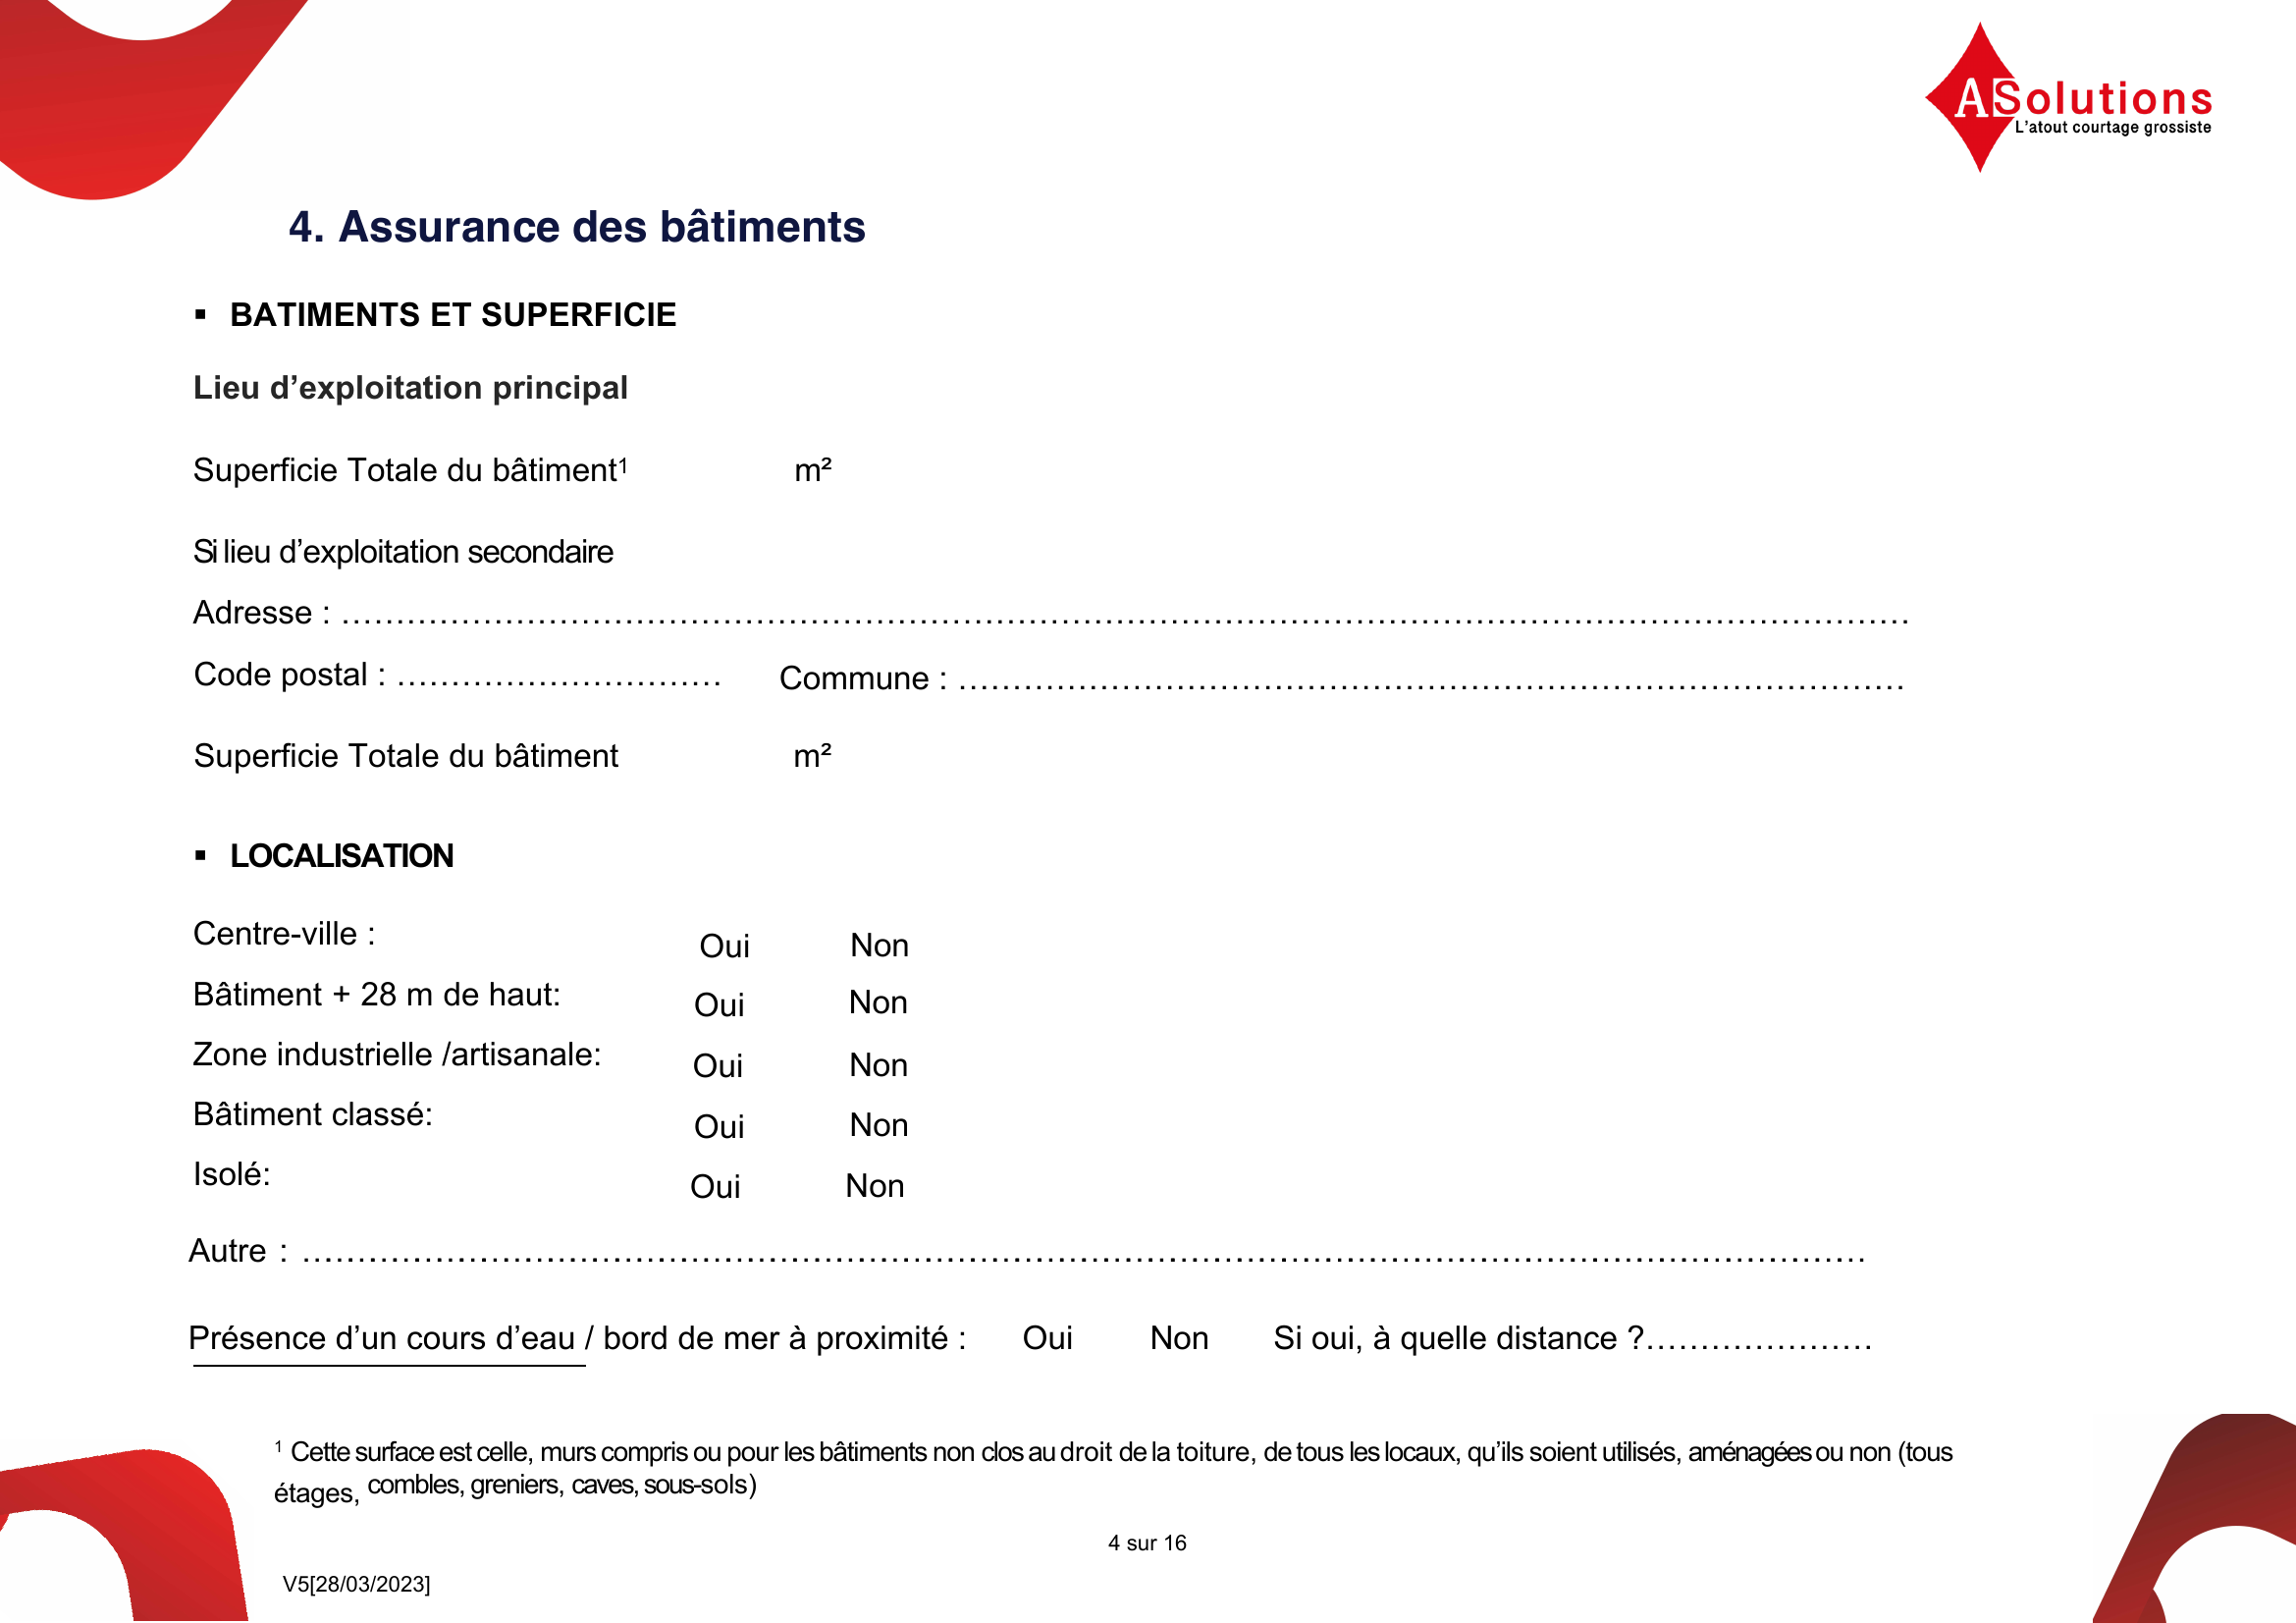 ASolutions
L'atout courtage grossiste
4. Assurance des bâtiments
▪ BATIMENTS ET SUPERFICIE
Lieu d’exploitation principal
Superficie Totale du bâtiment¹ m²
Si lieu d’exploitation secondaire
Adresse : ………………………………………………………………………………………………………………………………
Code postal : ………………………… Commune : ……………………………………………………………………………
Superficie Totale du bâtiment m²
▪ LOCALISATION
Centre-ville : Oui Non
Bâtiment + 28 m de haut: Oui Non
Zone industrielle /artisanale: Oui Non
Bâtiment classé: Oui Non
Isolé: Oui Non
Autre : ………………………………………………………………………………………………………………………………
Présence d’un cours d’eau / bord de mer à proximité : Oui Non Si oui, à quelle distance ?…………………
¹ Cette surface est celle, murs compris ou pour les bâtiments non clos au droit de la toiture, de tous les locaux, qu’ils soient utilisés, aménagées ou non (tous
étages, combles, greniers, caves, sous-sols)
4 sur 16
V5[28/03/2023]